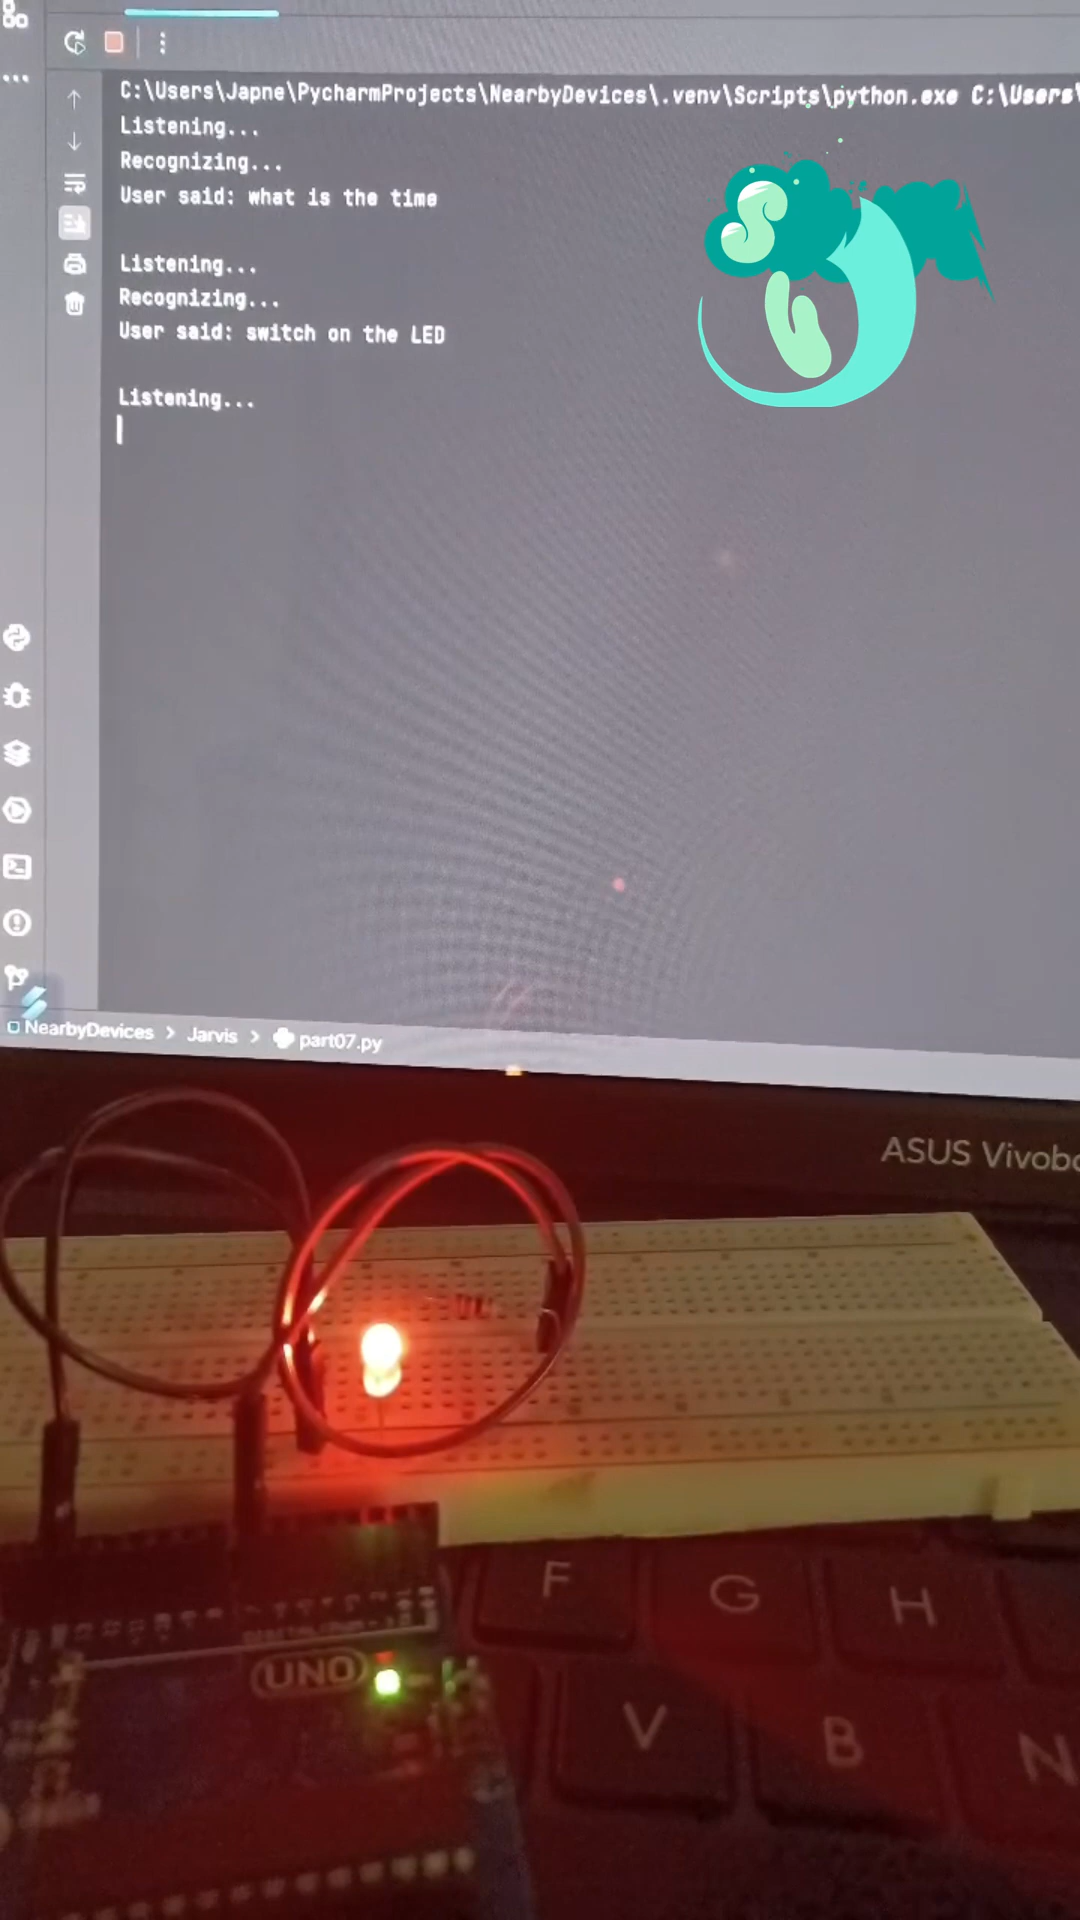 C:\Users\Japne\PycharmProjects\NearbyDevices\.venv\Scripts\python.exe C:\Users\
Listening...
Recognizing...
User said: what is the time
Listening...
Recognizing...
User said: switch on the LED
Listening...
NearbyDevices > Jarvis > part07.py
ASUS Vivobo
F G H
UNO
V B N